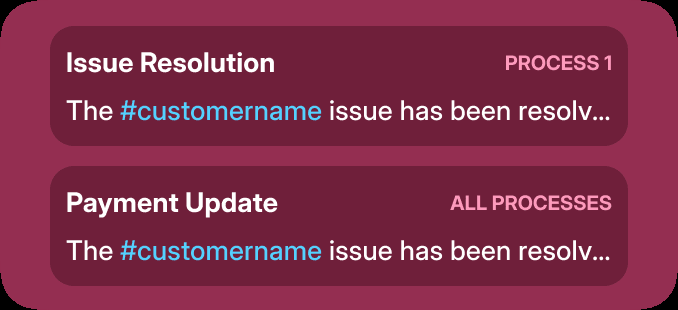 Issue Resolution PROCESS 1
The #customername issue has been resolv...
Payment Update ALL PROCESSES
The #customername issue has been resolv...